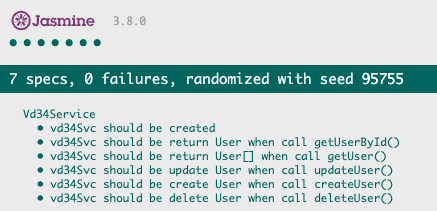 Jasmine 3.8.0
• • • • • • •
7 specs, 0 failures, randomized with seed 95755
Vd34Service
• vd34Svc should be created
• vd34Svc should be return User when call getUserById()
• vd34Svc should be return User[] when call getUser()
• vd34Svc should be update User when call updateUser()
• vd34Svc should be create User when call createUser()
• vd34Svc should be delete User when call deleteUser()